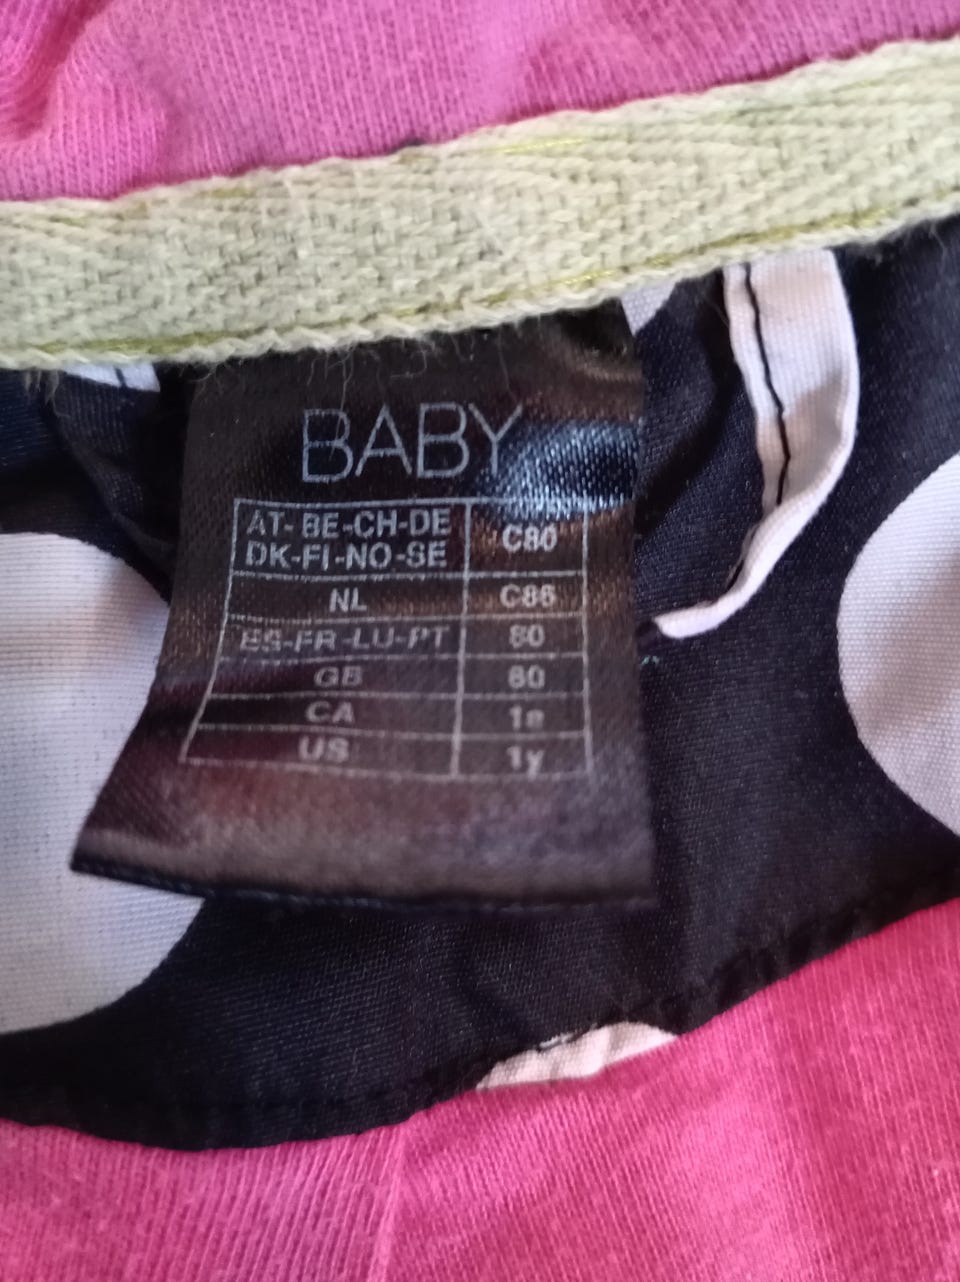 BABY
AT-BE-CH-DE
DK-FI-NO-SE C80
NL C86
ES-FR-LU-PT 80
GB 80
CA 1a
US 1y